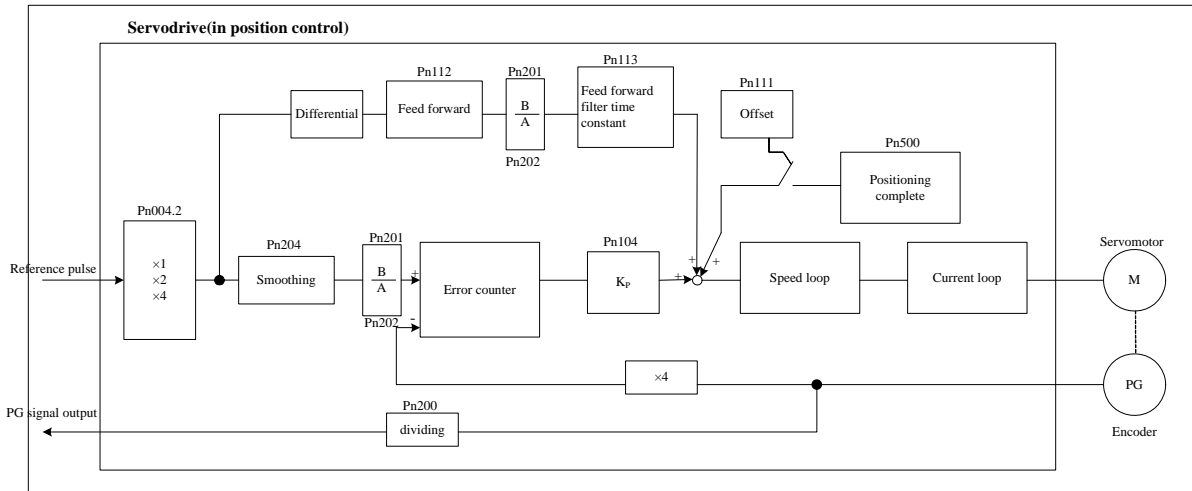 Servodrive(in position control)
Pn112
Pn201
Pn113
Pn111
Differential
Feed forward
B
A
Feed forward
filter time
constant
Offset
Pn202
Pn500
Positioning
complete
Pn004.2
Reference pulse
×1
×2
×4
Pn204
Smoothing
Pn201
B
A
Pn202
+
-
Error counter
Pn104
KP
+
+
+
Speed loop
Current loop
Servomotor
M
×4
PG
Encoder
PG signal output
Pn200
dividing